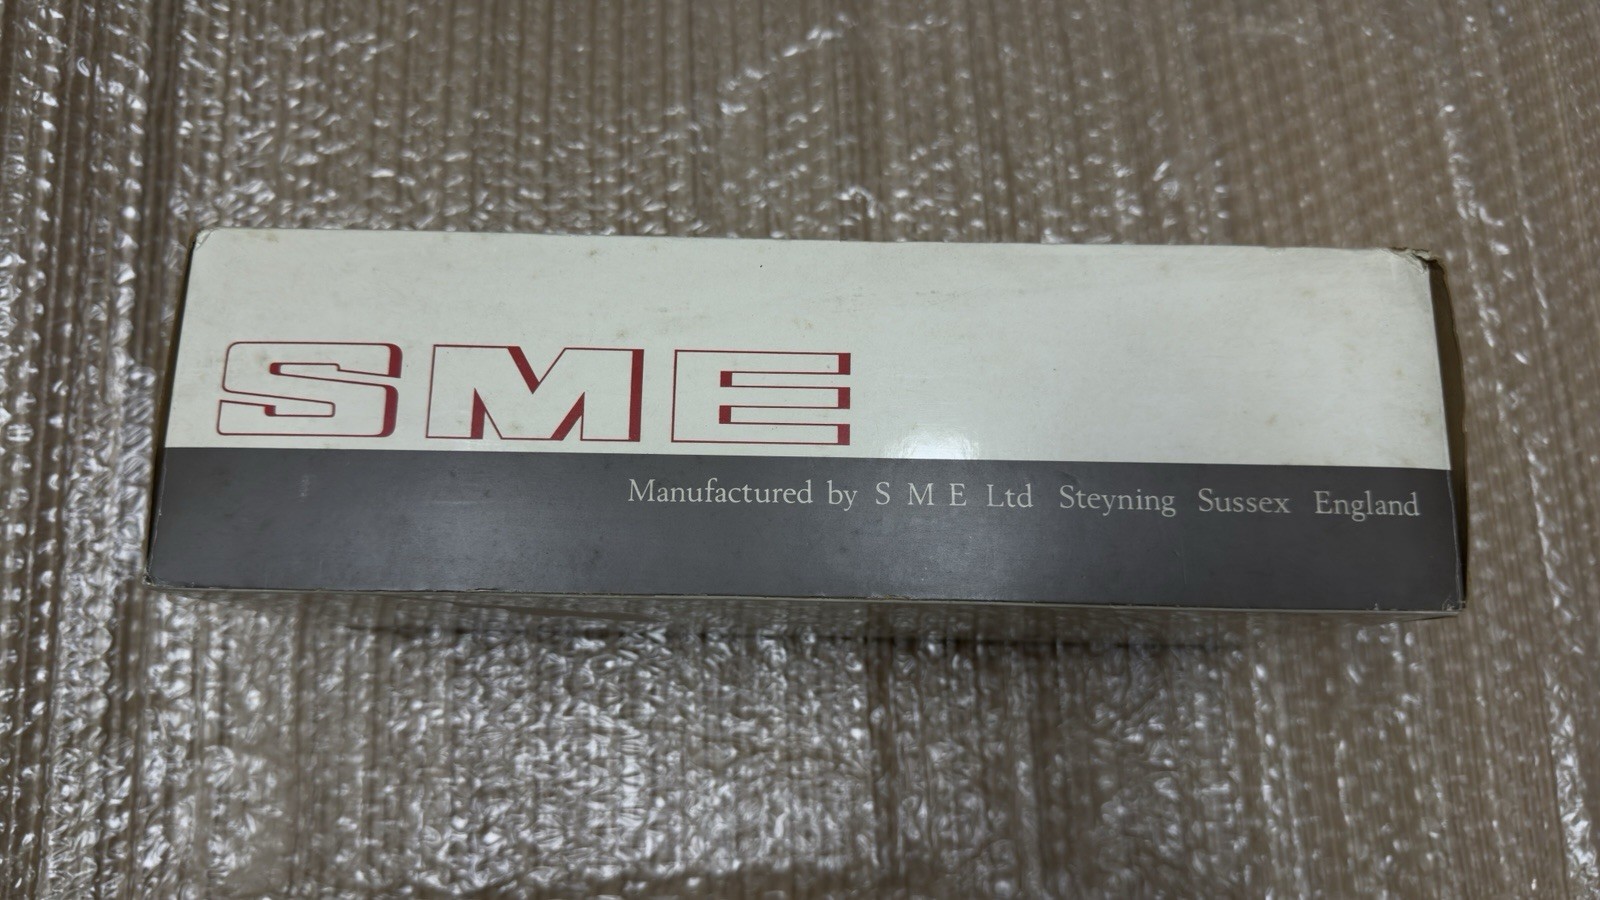 SME
Manufactured by S M E Ltd Steyning Sussex England